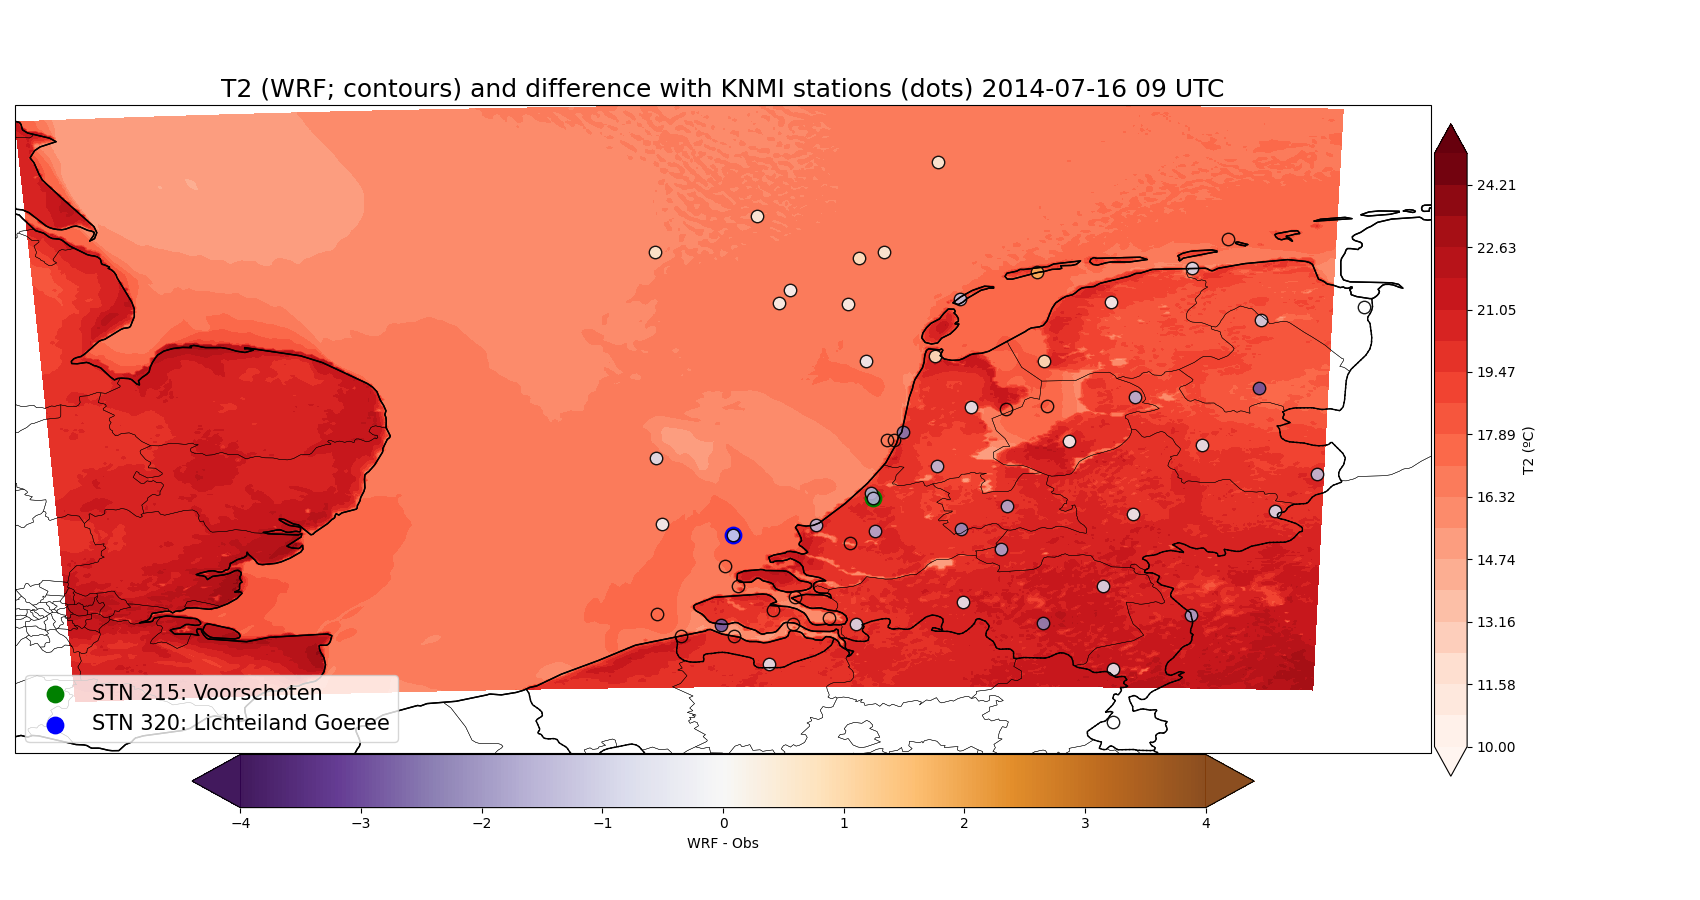 T2 (WRF; contours) and difference with KNMI stations (dots) 2014-07-16 09 UTC
24.21
22.63
21.05
19.47
17.89
16.32
14.74
13.16
11.58
10.00
T2 (ºC)
STN 215: Voorschoten
STN 320: Lichteiland Goeree
−4 −3 −2 −1 0 1 2 3 4
WRF - Obs